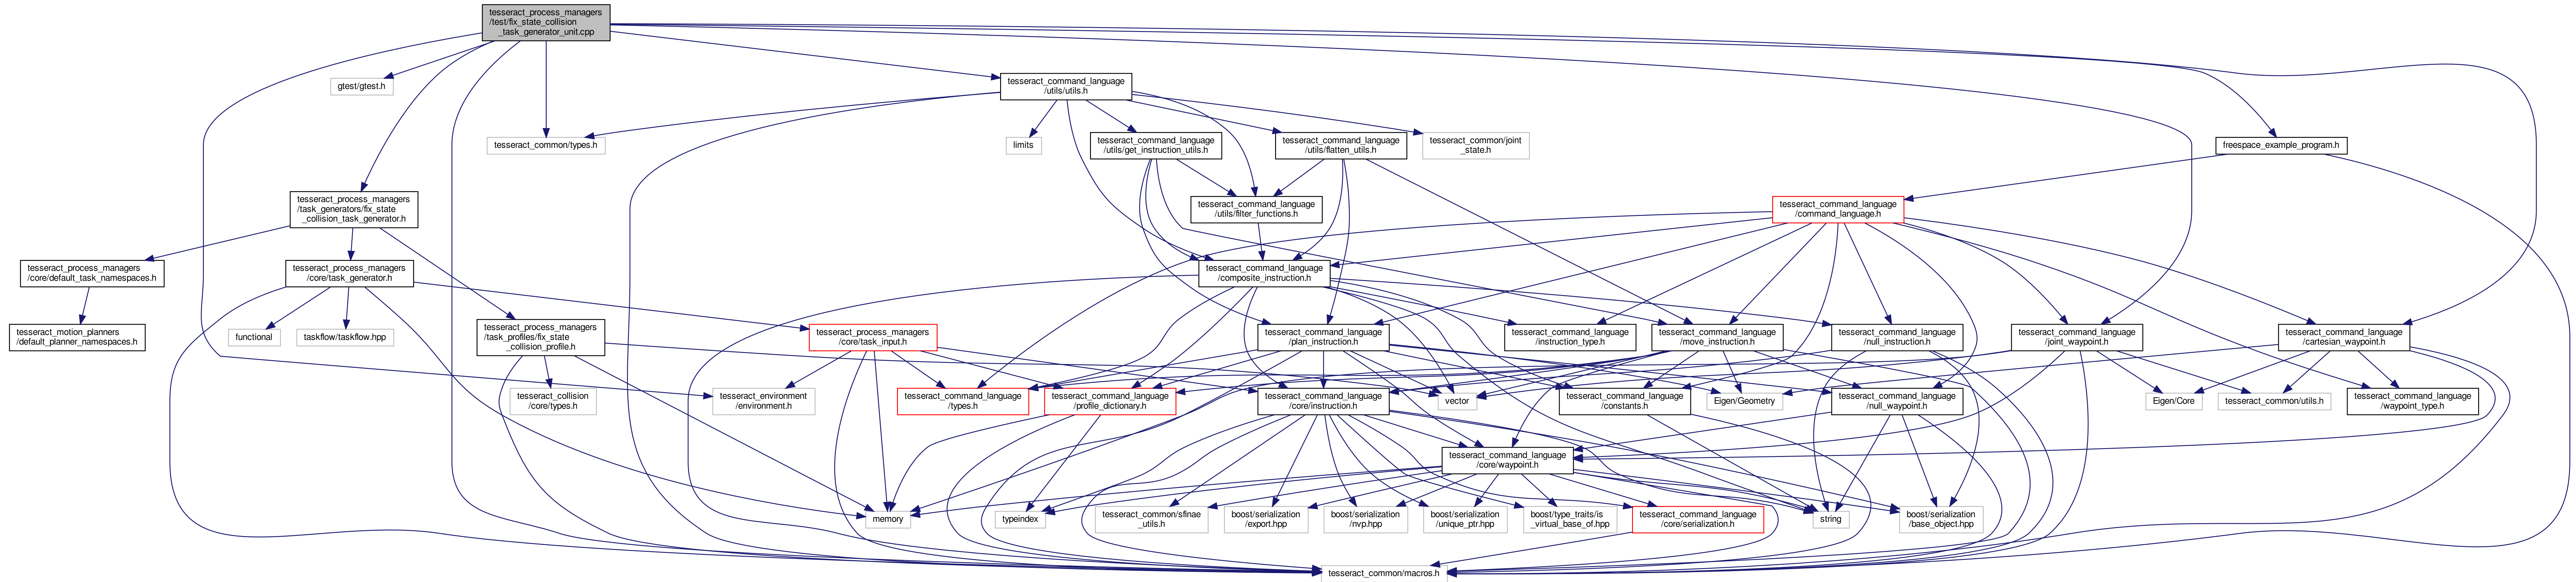 tesseract_process_managers
/test/fix_state_collision
_task_generator_unit.cpp
gtest/gtest.h
tesseract_command_language
/utils/utils.h
tesseract_common/types.h
limits
tesseract_command_language
/utils/get_instruction_utils.h
tesseract_command_language
/utils/flatten_utils.h
tesseract_common/joint
_state.h
freespace_example_program.h
tesseract_process_managers
/task_generators/fix_state
_collision_task_generator.h
tesseract_command_language
/utils/filter_functions.h
tesseract_command_language
/command_language.h
tesseract_process_managers
/core/default_task_namespaces.h
tesseract_process_managers
/core/task_generator.h
tesseract_command_language
/composite_instruction.h
tesseract_motion_planners
/default_planner_namespaces.h
functional
taskflow/taskflow.hpp
tesseract_process_managers
/task_profiles/fix_state
_collision_profile.h
tesseract_process_managers
/core/task_input.h
tesseract_command_language
/plan_instruction.h
tesseract_command_language
/instruction_type.h
tesseract_command_language
/move_instruction.h
tesseract_command_language
/null_instruction.h
tesseract_command_language
/joint_waypoint.h
tesseract_command_language
/cartesian_waypoint.h
tesseract_collision
/core/types.h
tesseract_environment
/environment.h
tesseract_command_language
/types.h
tesseract_command_language
/profile_dictionary.h
tesseract_command_language
/core/instruction.h
vector
tesseract_command_language
/constants.h
Eigen/Geometry
tesseract_command_language
/null_waypoint.h
Eigen/Core
tesseract_common/utils.h
tesseract_command_language
/waypoint_type.h
tesseract_command_language
/core/waypoint.h
memory
typeindex
tesseract_common/sfinae
_utils.h
boost/serialization
/export.hpp
boost/serialization
/nvp.hpp
boost/serialization
/unique_ptr.hpp
boost/type_traits/is
_virtual_base_of.hpp
tesseract_command_language
/core/serialization.h
string
boost/serialization
/base_object.hpp
tesseract_common/macros.h